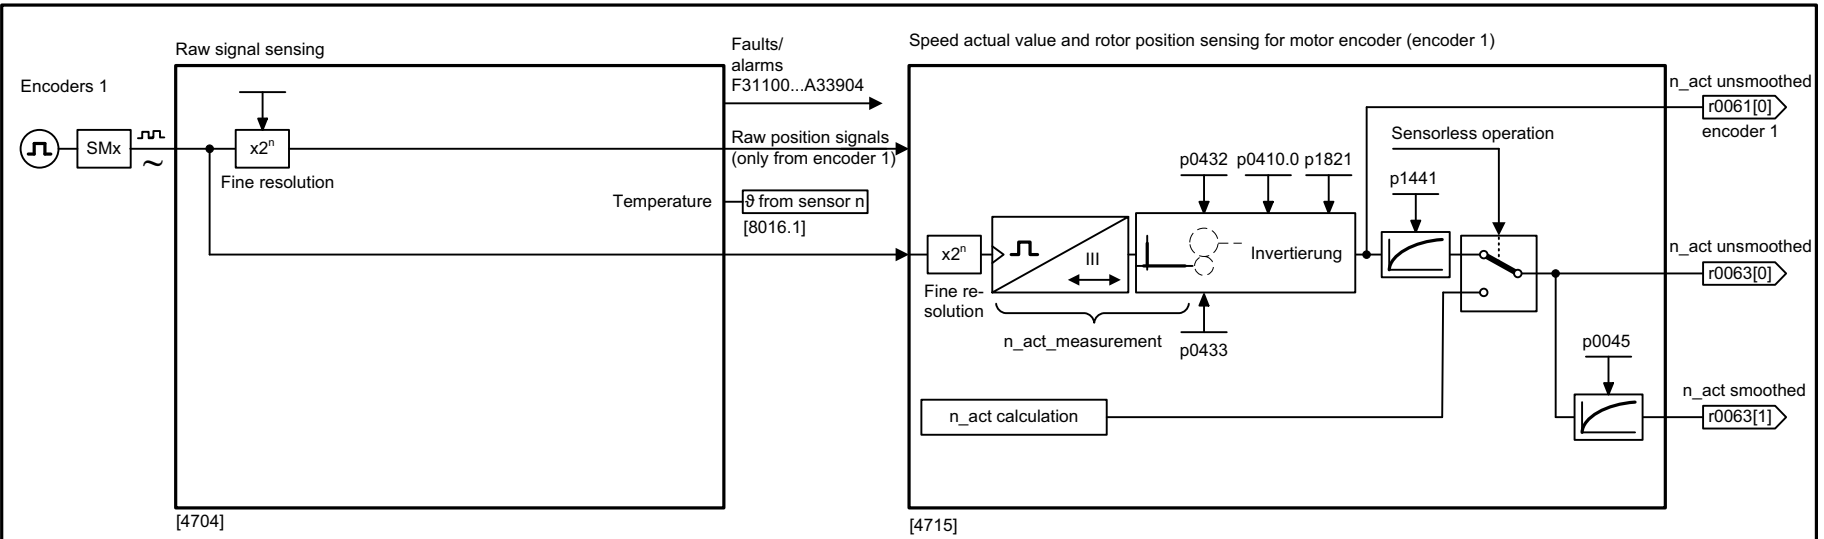 Raw signal sensing
Encoders 1
SMx
x2ⁿ
Fine resolution
Faults/
alarms
F31100...A33904
Raw position signals
(only from encoder 1)
Temperature
ϑ from sensor n
[8016.1]
[4704]
Speed actual value and rotor position sensing for motor encoder (encoder 1)
n_act unsmoothed
r0061[0]
encoder 1
Sensorless operation
p0432 p0410.0 p1821
p1441
x2ⁿ
Fine re-
solution
III
Invertierung
n_act_measurement
p0433
n_act unsmoothed
r0063[0]
p0045
n_act calculation
n_act smoothed
r0063[1]
[4715]